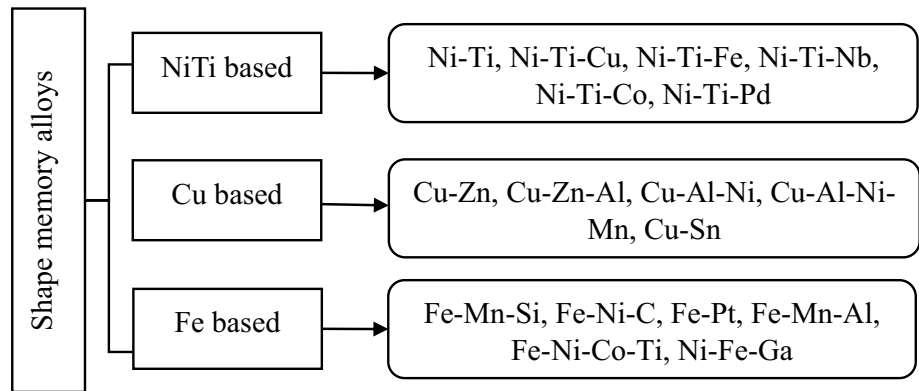 Shape memory alloys
NiTi based
Ni-Ti, Ni-Ti-Cu, Ni-Ti-Fe, Ni-Ti-Nb,
Ni-Ti-Co, Ni-Ti-Pd
Cu based
Cu-Zn, Cu-Zn-Al, Cu-Al-Ni, Cu-Al-Ni-
Mn, Cu-Sn
Fe based
Fe-Mn-Si, Fe-Ni-C, Fe-Pt, Fe-Mn-Al,
Fe-Ni-Co-Ti, Ni-Fe-Ga